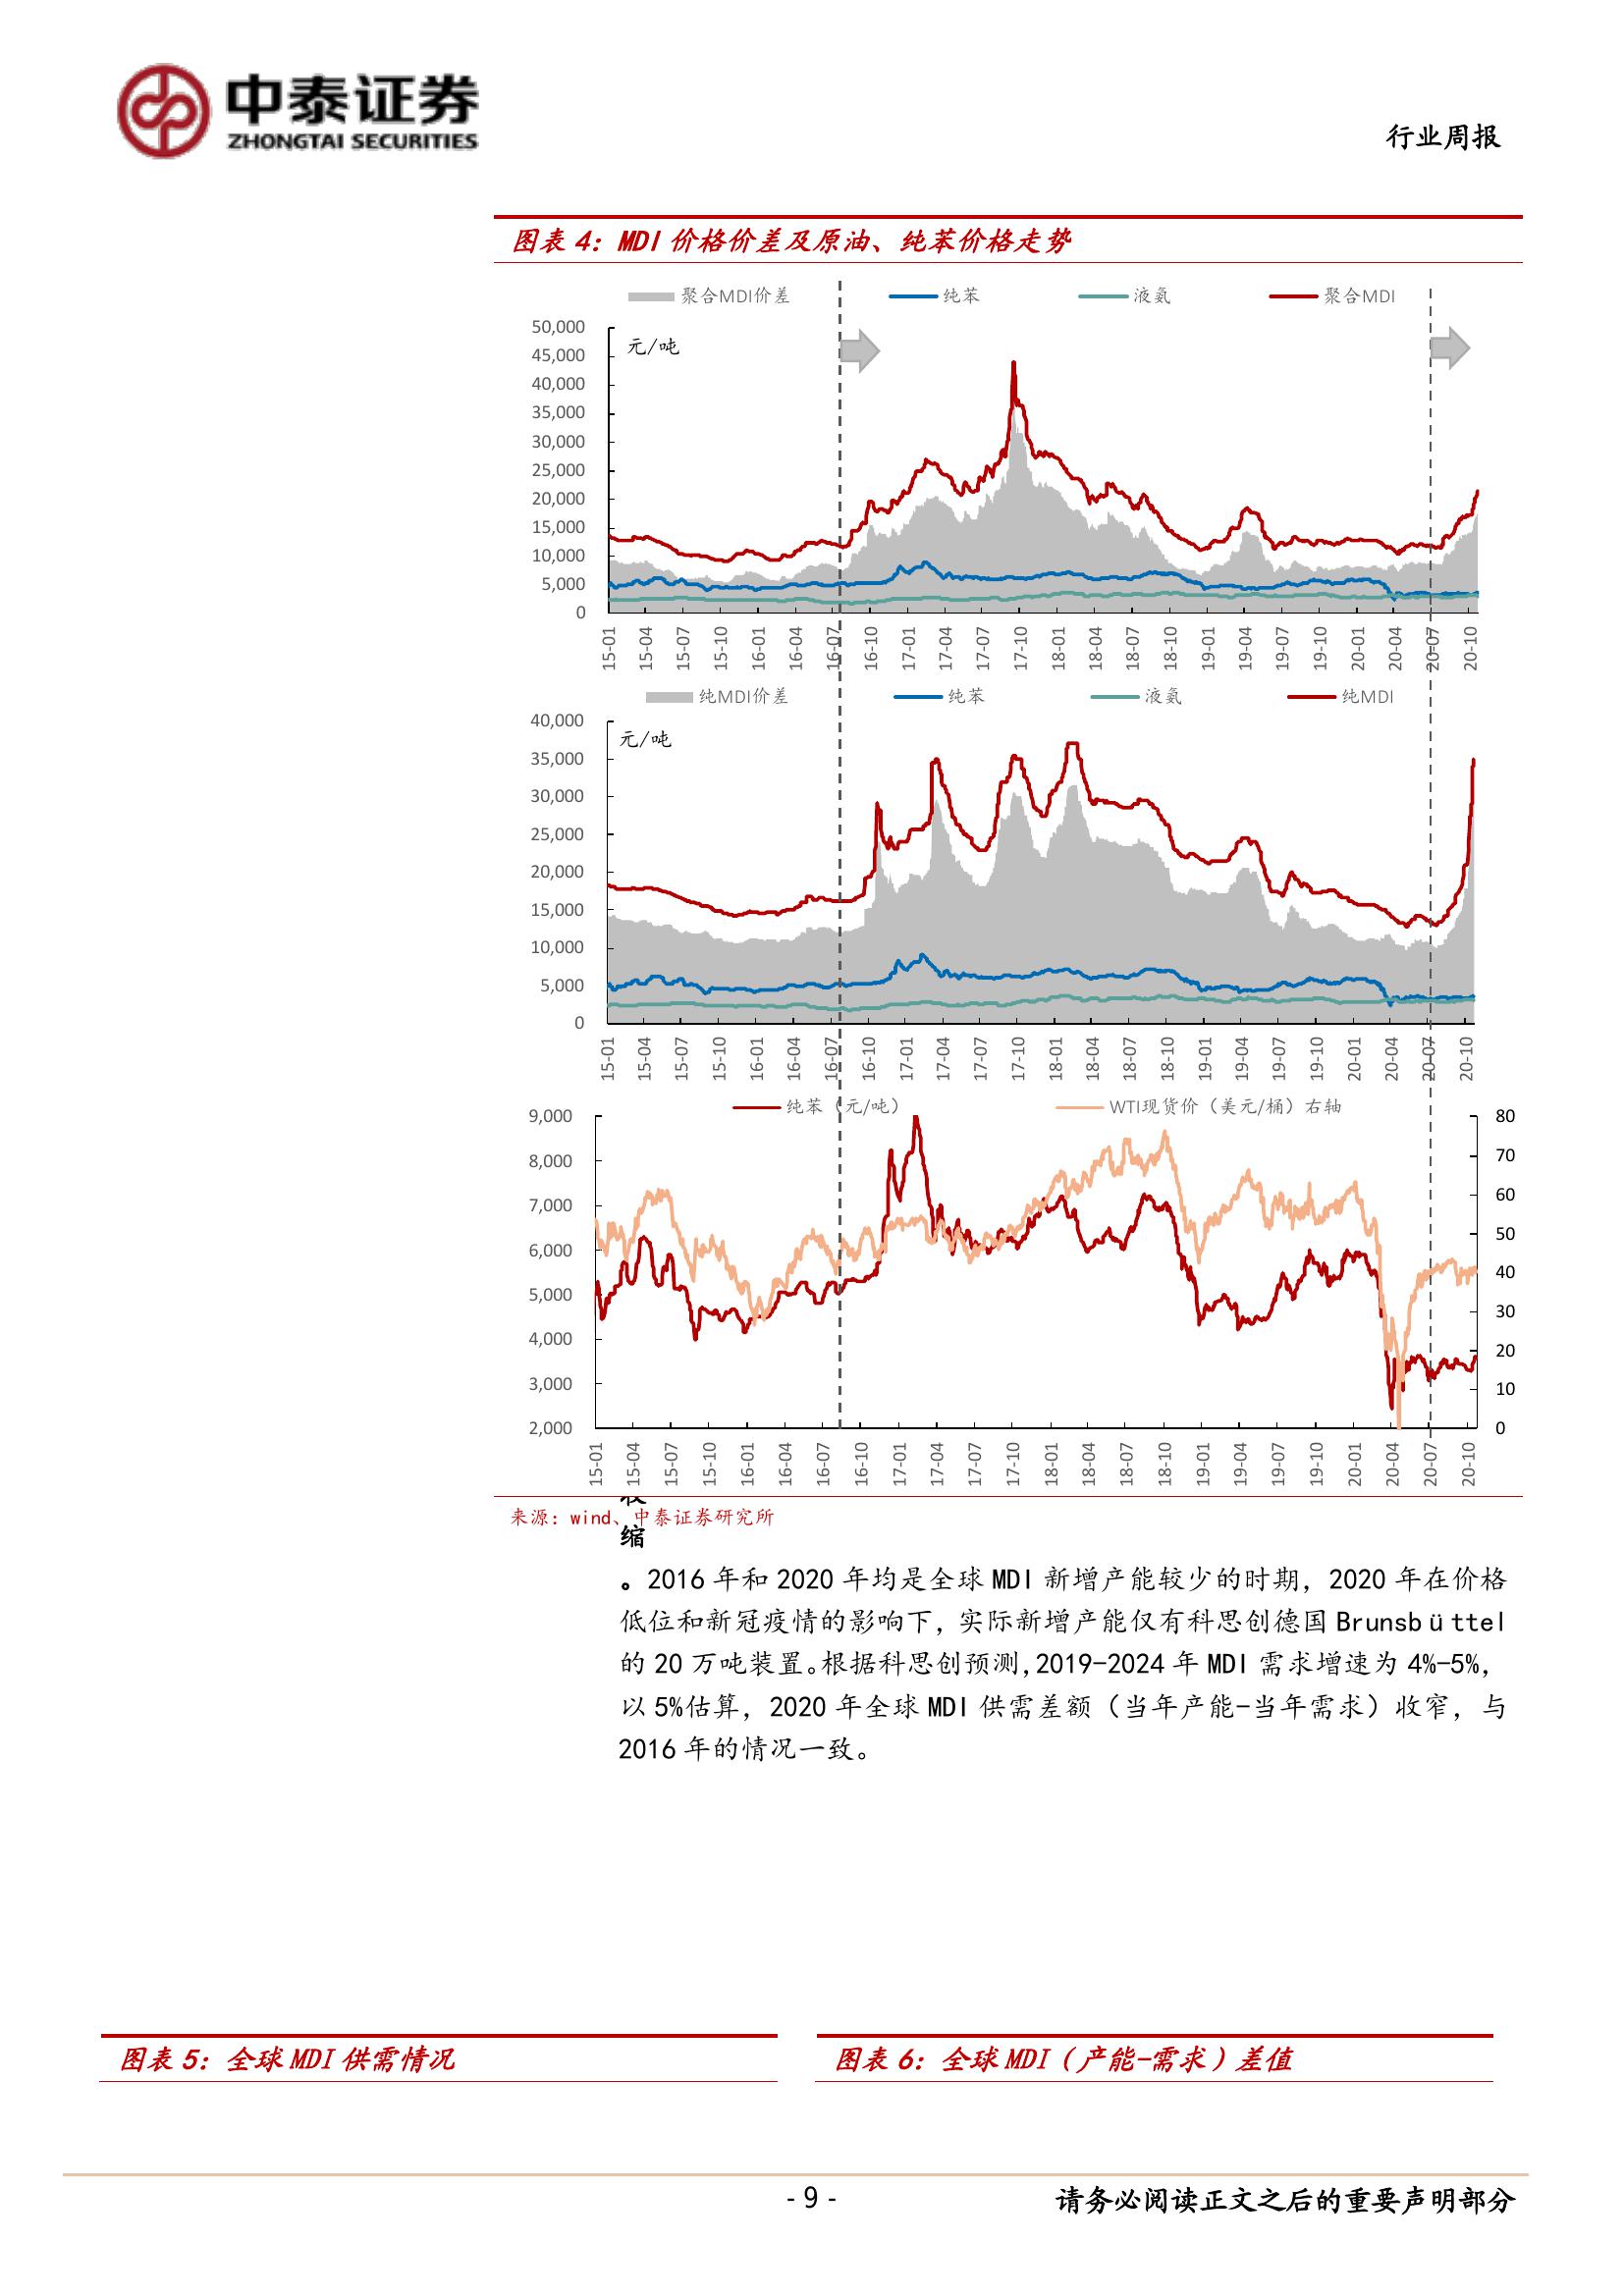 中泰证券
ZHONGTAI SECURITIES
行业周报
图表 4：MDI 价格价差及原油、纯苯价格走势
聚合MDI价差 纯苯 液氨 聚合MDI
元/吨
50,000
45,000
40,000
35,000
30,000
25,000
20,000
15,000
10,000
5,000
0
15-01 15-04 15-07 15-10 16-01 16-04 16-07 16-10 17-01 17-04 17-07 17-10 18-01 18-04 18-07 18-10 19-01 19-04 19-07 19-10 20-01 20-04 20-07 20-10
纯MDI价差 纯苯 液氨 纯MDI
元/吨
40,000
35,000
30,000
25,000
20,000
15,000
10,000
5,000
0
15-01 15-04 15-07 15-10 16-01 16-04 16-07 16-10 17-01 17-04 17-07 17-10 18-01 18-04 18-07 18-10 19-01 19-04 19-07 19-10 20-01 20-04 20-07 20-10
纯苯（元/吨） WTI现货价（美元/桶）右轴
9,000
8,000
7,000
6,000
5,000
4,000
3,000
2,000
80
70
60
50
40
30
20
10
0
15-01 15-04 15-07 15-10 16-01 16-04 16-07 16-10 17-01 17-04 17-07 17-10 18-01 18-04 18-07 18-10 19-01 19-04 19-07 19-10 20-01 20-04 20-07 20-10
来源：wind、中泰证券研究所
缩
。2016 年和 2020 年均是全球 MDI 新增产能较少的时期，2020 年在价格
低位和新冠疫情的影响下，实际新增产能仅有科思创德国 Brunsbüttel
的 20 万吨装置。根据科思创预测，2019-2024 年 MDI 需求增速为 4%-5%，
以 5%估算，2020 年全球 MDI 供需差额（当年产能-当年需求）收窄，与
2016 年的情况一致。
图表 5：全球 MDI 供需情况
图表 6：全球 MDI（产能-需求）差值
- 9 -
请务必阅读正文之后的重要声明部分